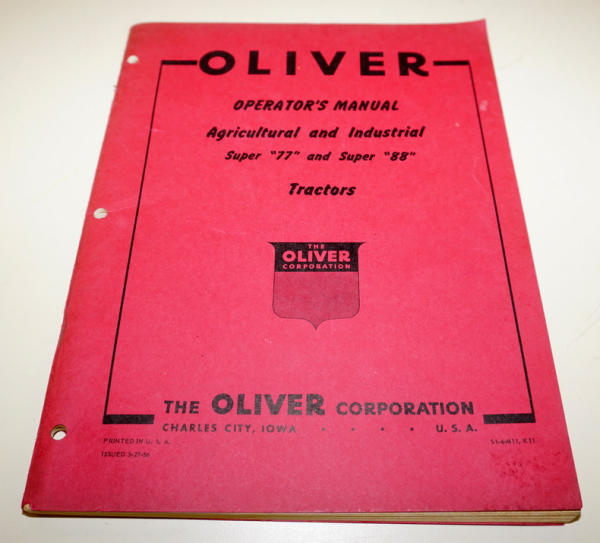 OLIVER
OPERATOR'S MANUAL
Agricultural and Industrial
Super "77" and Super "88"
Tractors
THE
OLIVER
CORPORATION
THE OLIVER CORPORATION
CHARLES CITY, IOWA • • • • U. S. A.
PRINTED IN U. S. A.
ISSUED 3-27-56